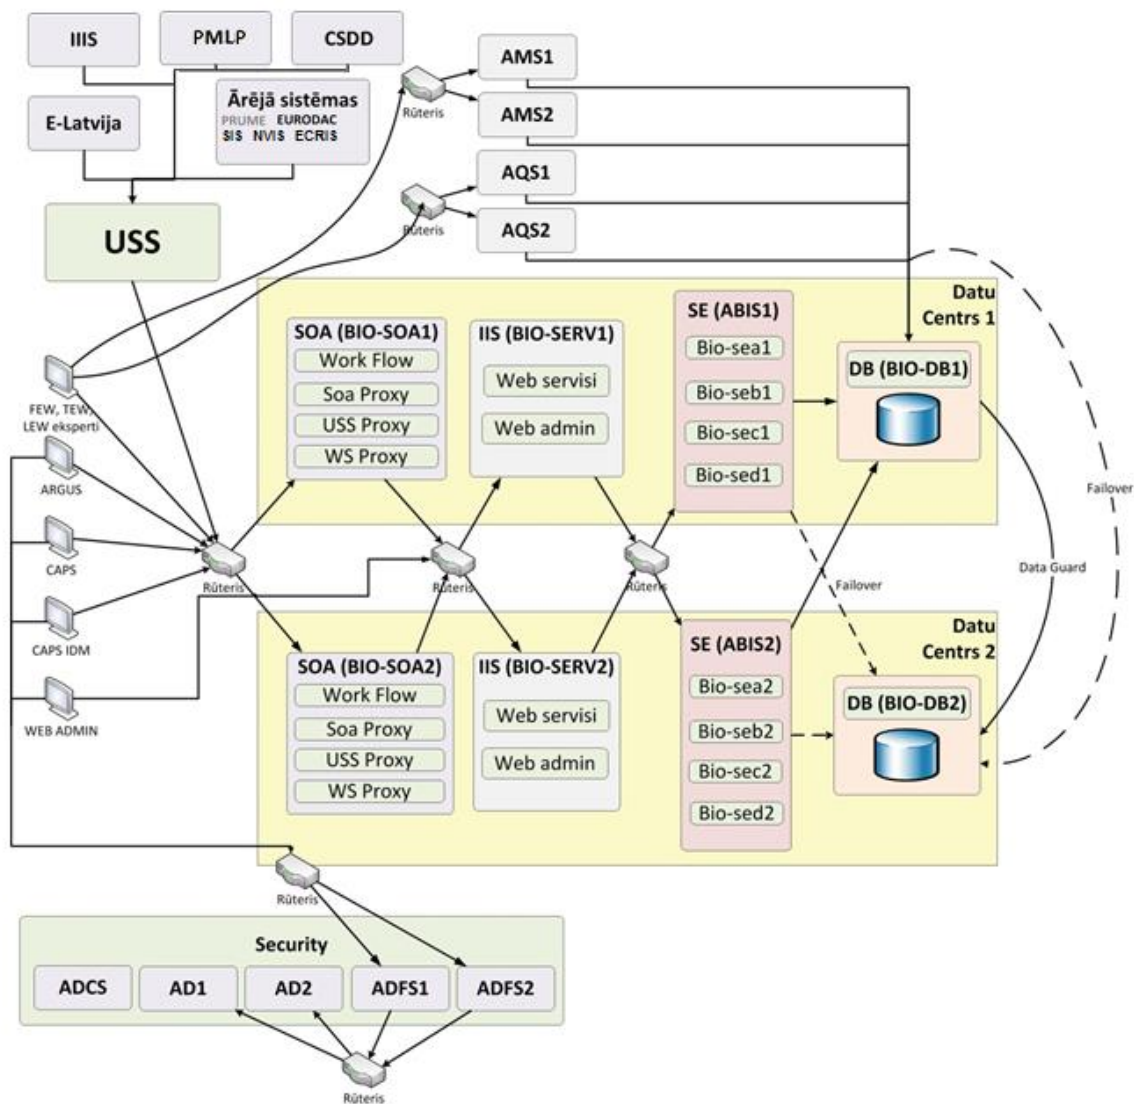 IIIS
PMLP
CSDD
E-Latvija
Ārējā sistēmas
PRUME EURODAC
SIS NVIS ECRIS
USS
Rūteris
AMS1
AMS2
Rūteris
AQS1
AQS2
Datu
Centrs 1
SOA (BIO-SOA1)
Work Flow
Soa Proxy
USS Proxy
WS Proxy
IIS (BIO-SERV1)
Web servisi
Web admin
SE (ABIS1)
Bio-sea1
Bio-seb1
Bio-sec1
Bio-sed1
DB (BIO-DB1)
FEW, TEW,
LEW eksperti
ARGUS
CAPS
CAPS IDM
WEB ADMIN
Rūteris
Rūteris
Rūteris
Failover
Data Guard
Failover
Datu
Centrs 2
SOA (BIO-SOA2)
Work Flow
Soa Proxy
USS Proxy
WS Proxy
IIS (BIO-SERV2)
Web servisi
Web admin
SE (ABIS2)
Bio-sea2
Bio-seb2
Bio-sec2
Bio-sed2
DB (BIO-DB2)
Rūteris
Security
ADCS
AD1
AD2
ADFS1
ADFS2
Rūteris